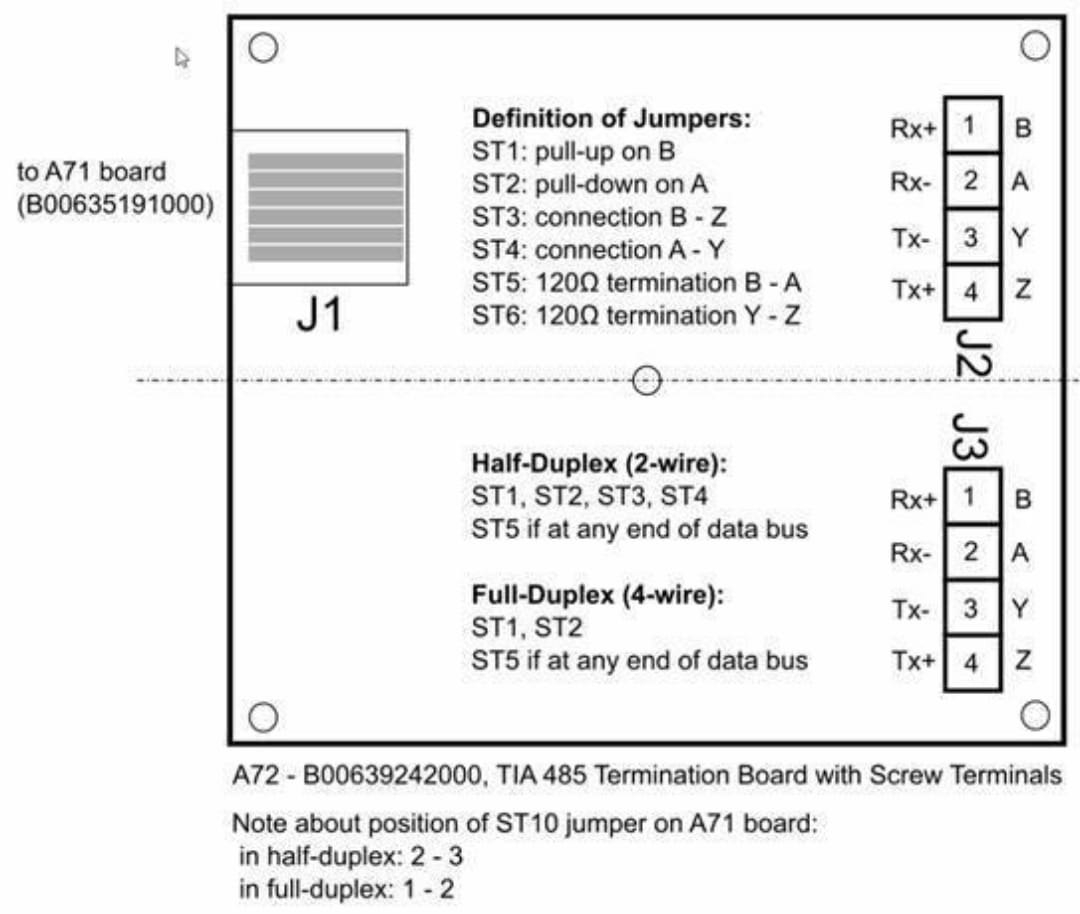 to A71 board
(B00635191000)
J1
Definition of Jumpers:
ST1: pull-up on B
ST2: pull-down on A
ST3: connection B - Z
ST4: connection A - Y
ST5: 120Ω termination B - A
ST6: 120Ω termination Y - Z
Rx+ 1 B
Rx- 2 A
Tx- 3 Y
Tx+ 4 Z
J2
Half-Duplex (2-wire):
ST1, ST2, ST3, ST4
ST5 if at any end of data bus
Full-Duplex (4-wire):
ST1, ST2
ST5 if at any end of data bus
J3
Rx+ 1 B
Rx- 2 A
Tx- 3 Y
Tx+ 4 Z
A72 - B00639242000, TIA 485 Termination Board with Screw Terminals
Note about position of ST10 jumper on A71 board:
in half-duplex: 2 - 3
in full-duplex: 1 - 2